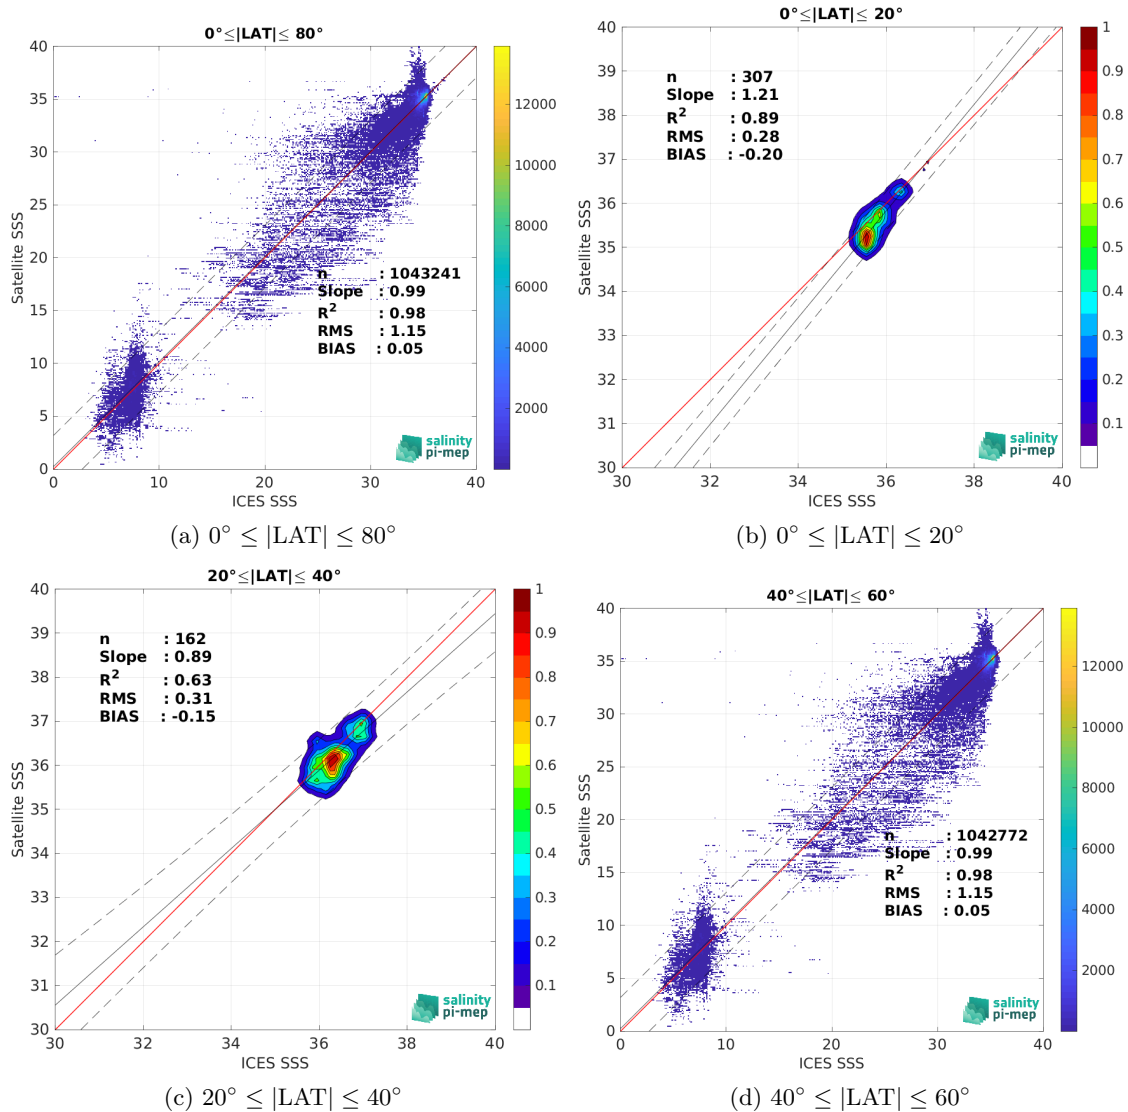 0°≤|LAT|≤ 80°
Satellite SSS
40
35
30
25
20
15
10
5
0
0
10
20
30
40
ICES SSS
n : 1043241
Slope : 0.99
R² : 0.98
RMS : 1.15
BIAS : 0.05
salinity
pi-mep
12000
10000
8000
6000
4000
2000
(a) 0° ≤ |LAT| ≤ 80°
0°≤|LAT|≤ 20°
Satellite SSS
40
39
38
37
36
35
34
33
32
31
30
30
32
34
36
38
40
ICES SSS
n : 307
Slope : 1.21
R² : 0.89
RMS : 0.28
BIAS : -0.20
salinity
pi-mep
1
0.9
0.8
0.7
0.6
0.5
0.4
0.3
0.2
0.1
(b) 0° ≤ |LAT| ≤ 20°
20°≤|LAT|≤ 40°
Satellite SSS
40
39
38
37
36
35
34
33
32
31
30
30
32
34
36
38
40
ICES SSS
n : 162
Slope : 0.89
R² : 0.63
RMS : 0.31
BIAS : -0.15
salinity
pi-mep
1
0.9
0.8
0.7
0.6
0.5
0.4
0.3
0.2
0.1
(c) 20° ≤ |LAT| ≤ 40°
40°≤|LAT|≤ 60°
Satellite SSS
40
35
30
25
20
15
10
5
0
0
10
20
30
40
ICES SSS
n : 1042772
Slope : 0.99
R² : 0.98
RMS : 1.15
BIAS : 0.05
salinity
pi-mep
12000
10000
8000
6000
4000
2000
(d) 40° ≤ |LAT| ≤ 60°